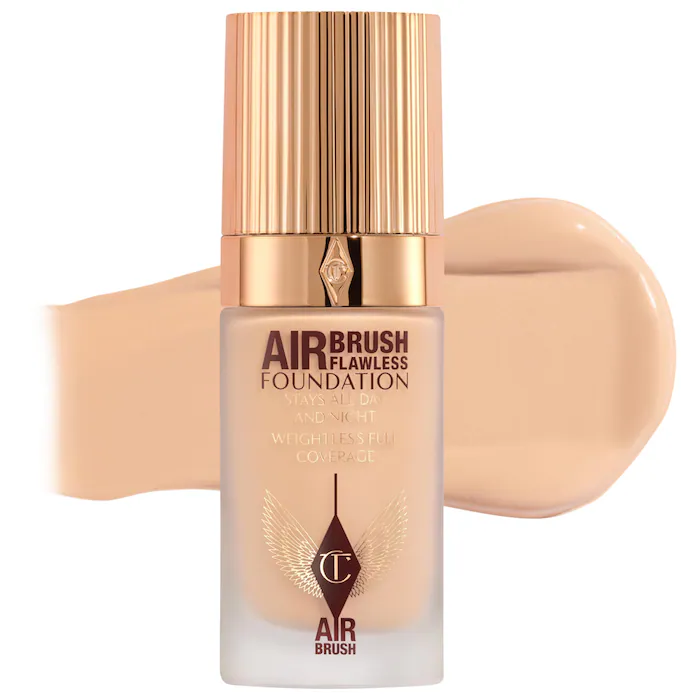 AIRBRUSH
FLAWLESS
FOUNDATION
STAYS ALL DAY
AND NIGHT
WEIGHTLESS FULL
COVERAGE
CT
AIR
BRUSH